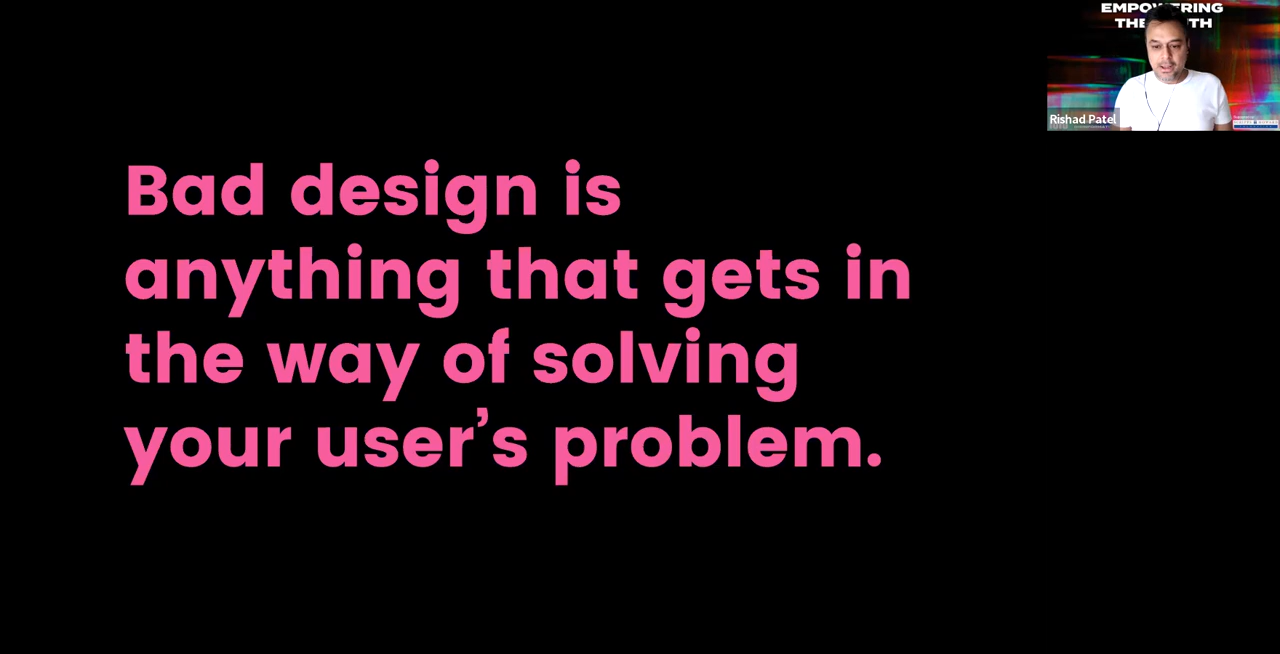 Bad design is
anything that gets in
the way of solving
your user’s problem.
Rishad Patel